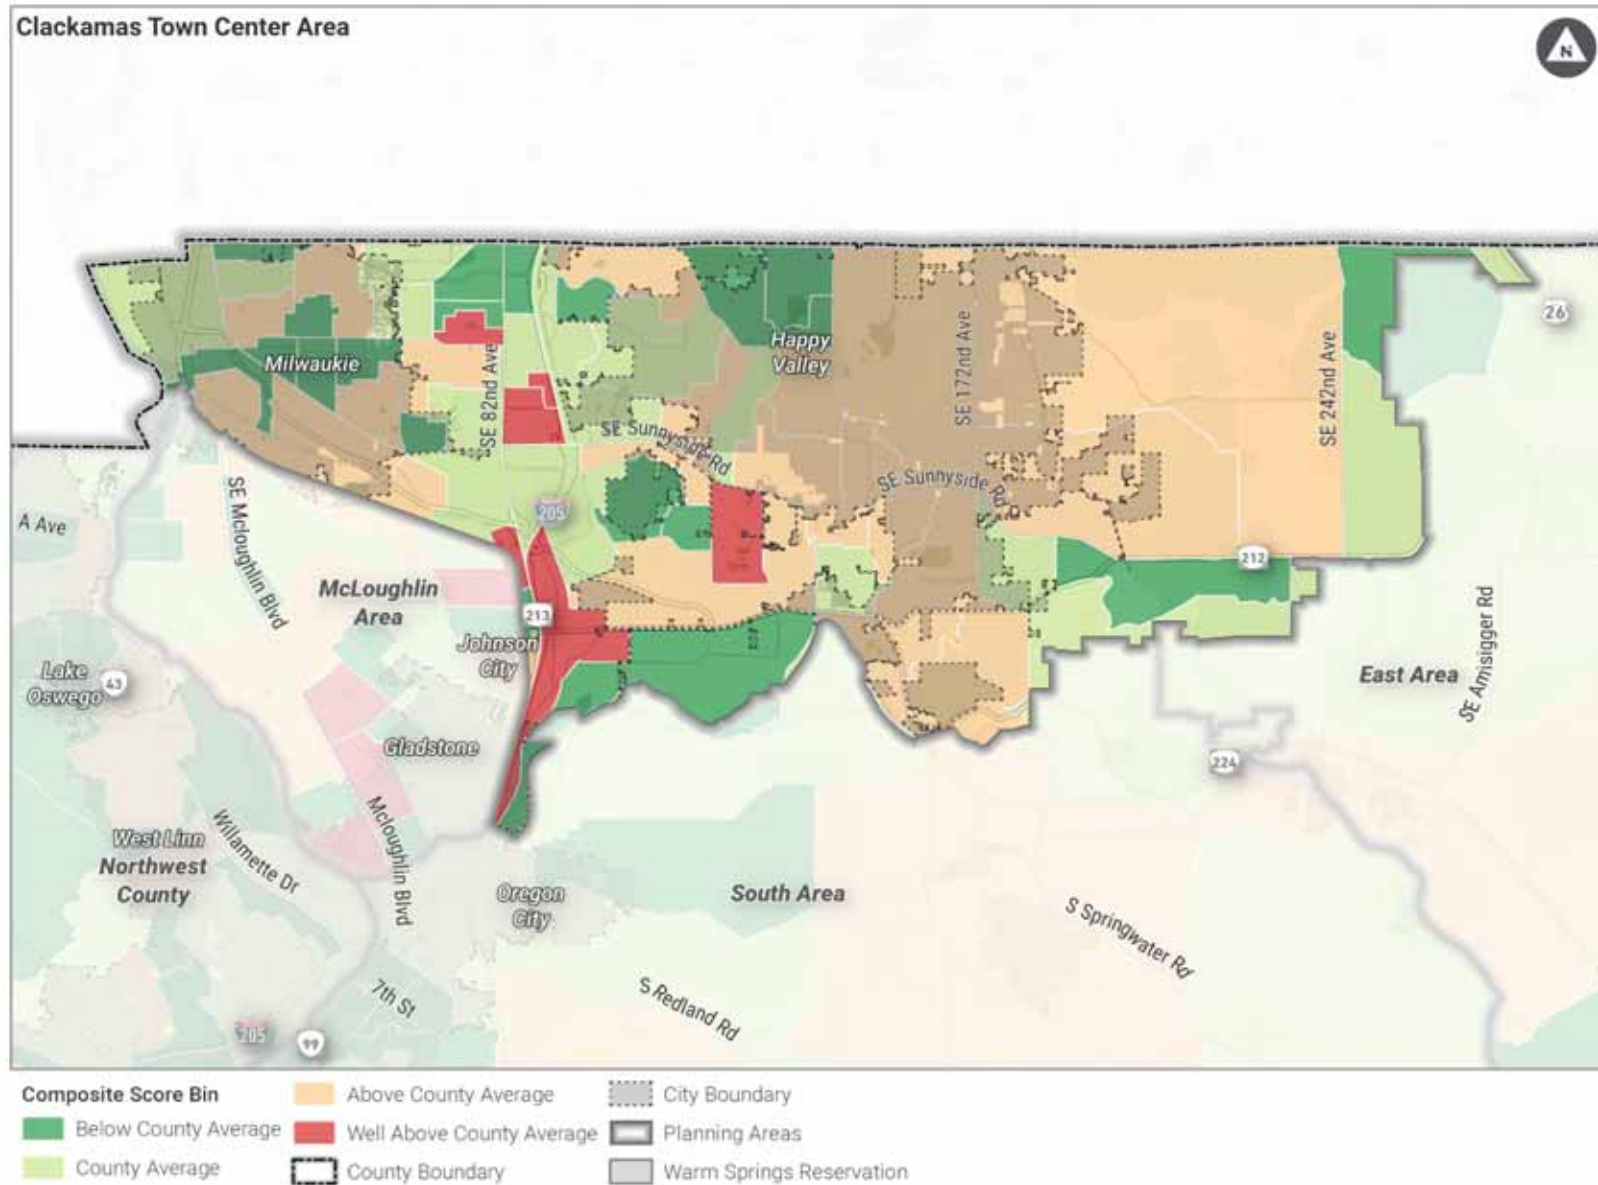 Clackamas Town Center Area
N
26
Milwaukie
SE 82nd Ave
Happy
Valley
SE 172nd Ave
SE 242nd Ave
SE Sunnyside Rd
SE Sunnyside Rd
A Ave
SE Mcloughlin Blvd
205
212
McLoughlin
Area
213
Johnson
City
Lake
Oswego
43
East Area
SE Amisigger Rd
Gladstone
224
Mcloughlin Blvd
West Linn
Northwest
County
Willamette Dr
Oregon
City
South Area
S Springwater Rd
7th St
S Redland Rd
205
99
Composite Score Bin
Below County Average
County Average
Above County Average
Well Above County Average
County Boundary
City Boundary
Planning Areas
Warm Springs Reservation